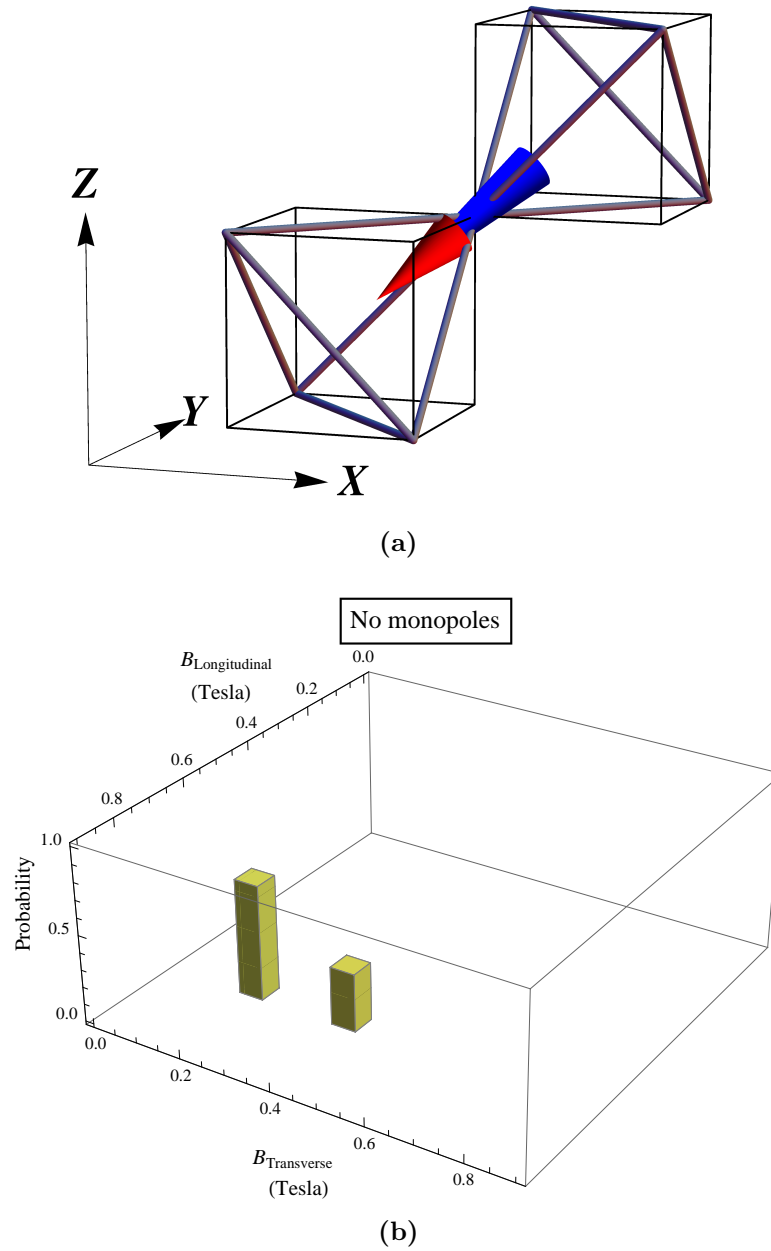 Z
Y
X
(a)
No monopoles
B_Longitudinal
(Tesla)
0.0
0.2
0.4
0.6
0.8
1.0
Probability
0.5
0.0
0.0
0.2
0.4
0.6
0.8
B_Transverse
(Tesla)
(b)